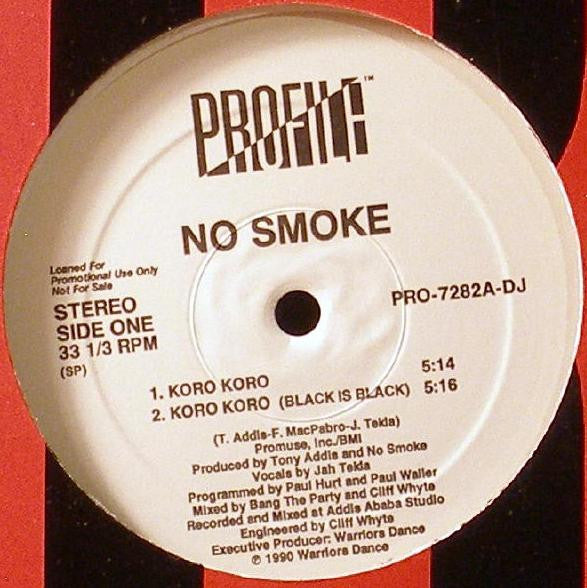 PROFILE™
NO SMOKE
Loaned For
Promotional Use Only
Not For Sale
STEREO
SIDE ONE
33 1/3 RPM
(SP)
PRO-7282A-DJ
1. KORO KORO 5:14
2. KORO KORO (BLACK IS BLACK) 5:16
(T. Addis-F. MacPabro-J. Tekla)
Promuse, Inc./BMI
Produced by Tony Addis and No Smoke
Vocals by Jah Tekla
Programmed by Paul Hurt and Paul Waller
Mixed by Bang The Party and Cliff Whyte
Recorded and Mixed at Addis Ababa Studio
Engineered by Cliff Whyte
Executive Producer: Warriors Dance
℗ 1990 Warriors Dance